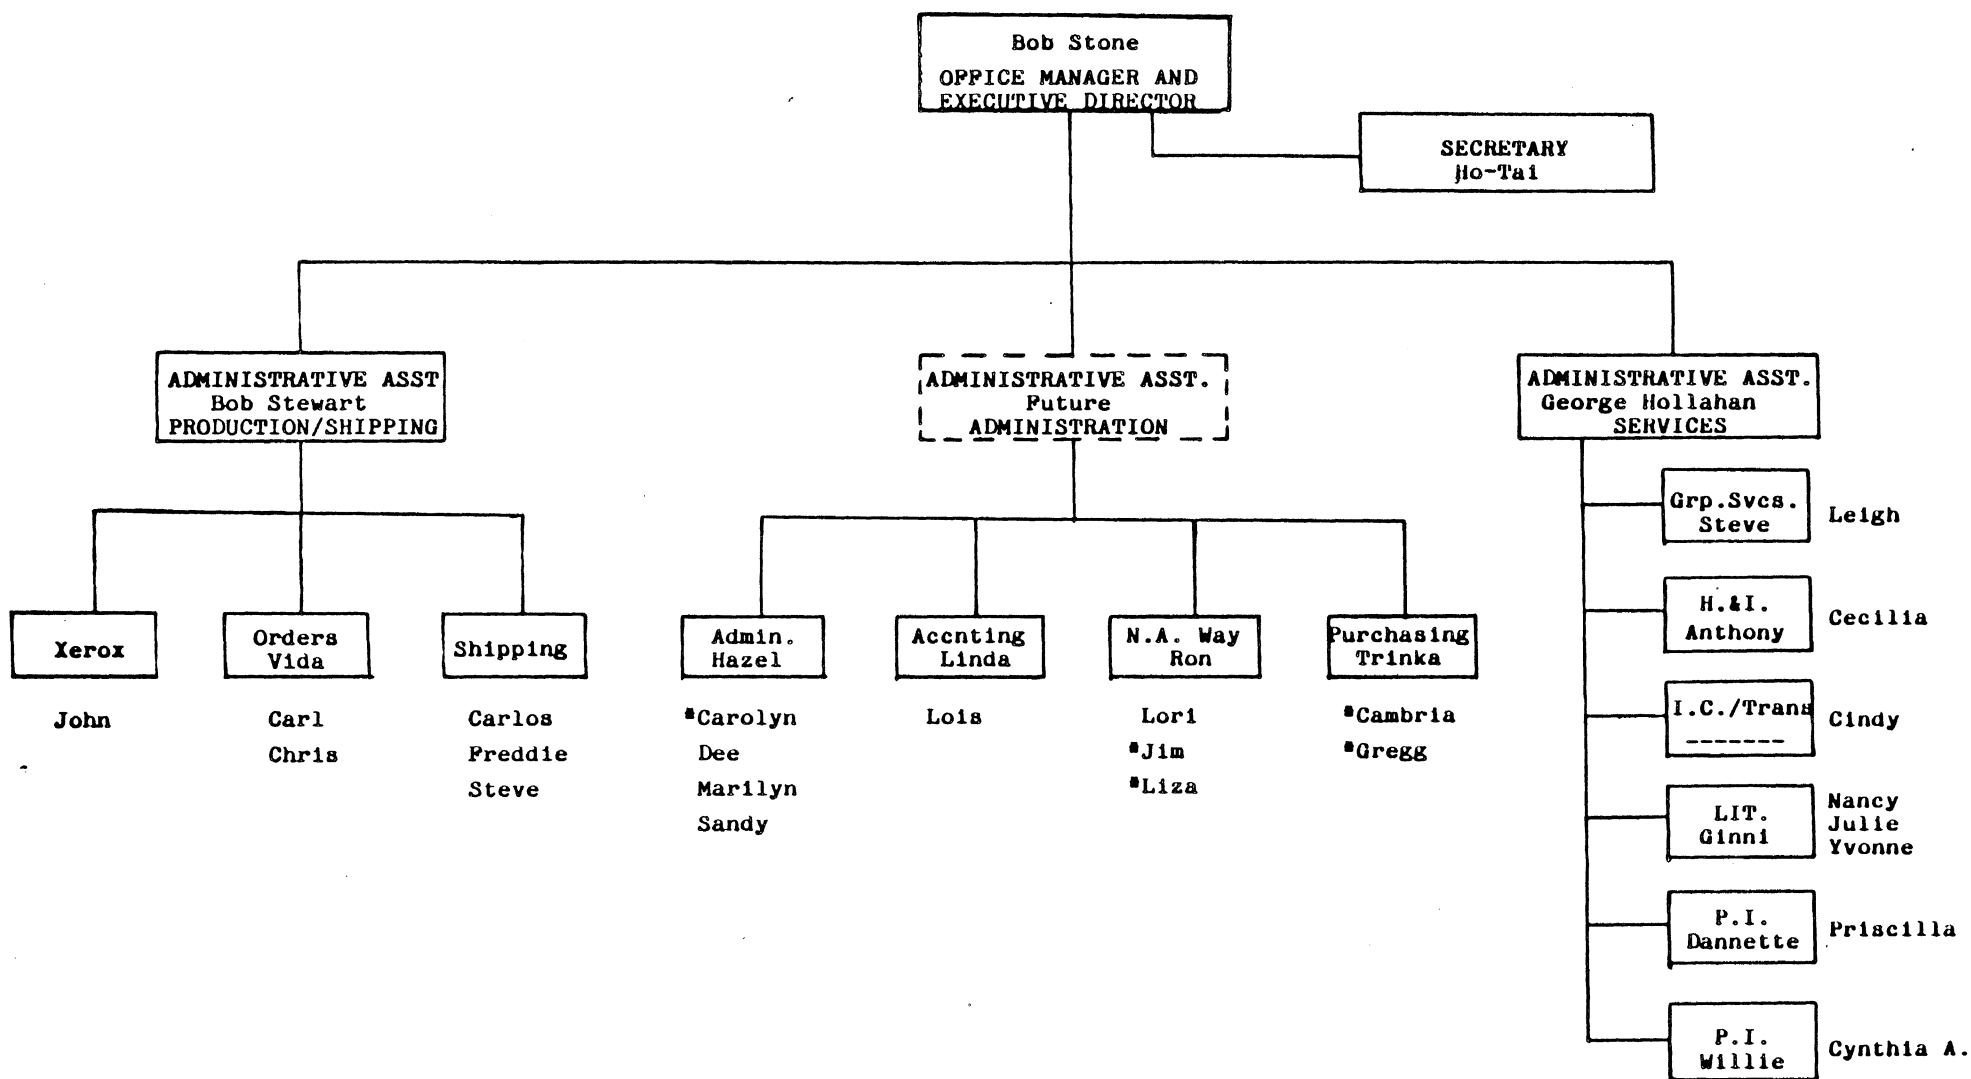 Bob Stone
OFFICE MANAGER AND
EXECUTIVE DIRECTOR
SECRETARY
Ho-Tai
ADMINISTRATIVE ASST
Bob Stewart
PRODUCTION/SHIPPING
ADMINISTRATIVE ASST.
Future
ADMINISTRATION
ADMINISTRATIVE ASST.
George Hollahan
SERVICES
Xerox
John
Orders
Vida
Carl
Chris
Shipping
Carlos
Freddie
Steve
Admin.
Hazel
*Carolyn
Dee
Marilyn
Sandy
Accnting
Linda
Lois
N.A. Way
Ron
Lori
*Jim
*Liza
Purchasing
Trinka
*Cambria
*Gregg
Grp.Svcs.
Steve
Leigh
H.&I.
Anthony
Cecilia
I.C./Trans
-------
Cindy
LIT.
Ginni
Nancy
Julie
Yvonne
P.I.
Dannette
Priscilla
P.I.
Willie
Cynthia A.